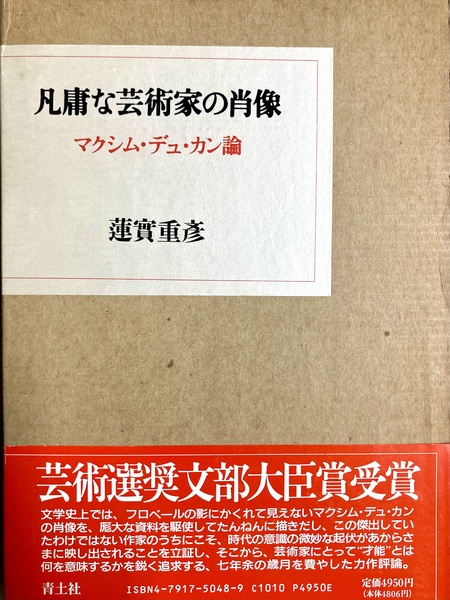 凡庸な芸術家の肖像
マクシム・デュ・カン論
蓮實重彥
芸術選奨文部大臣賞受賞
文学史上では、フロベールの影にかくれて見えないマクシム・デュ・カン
の肖像を、厖大な資料を駆使してたんねんに描きだし、この傑出してい
たわけではない作家のうちにこそ、時代の意識の微妙な起伏があからさ
まに映し出されることを立証し、そこから、芸術家にとって“才能”とは
何を意味するかを鋭く追求する、七年余の歳月を費やした力作評論。
青土社
ISBN4-7917-5048-9 C1010 P4950E
定価4950円
(本体4806円)